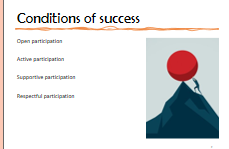 Conditions of success
Open participation
Active participation
Supportive participation
Respectful participation